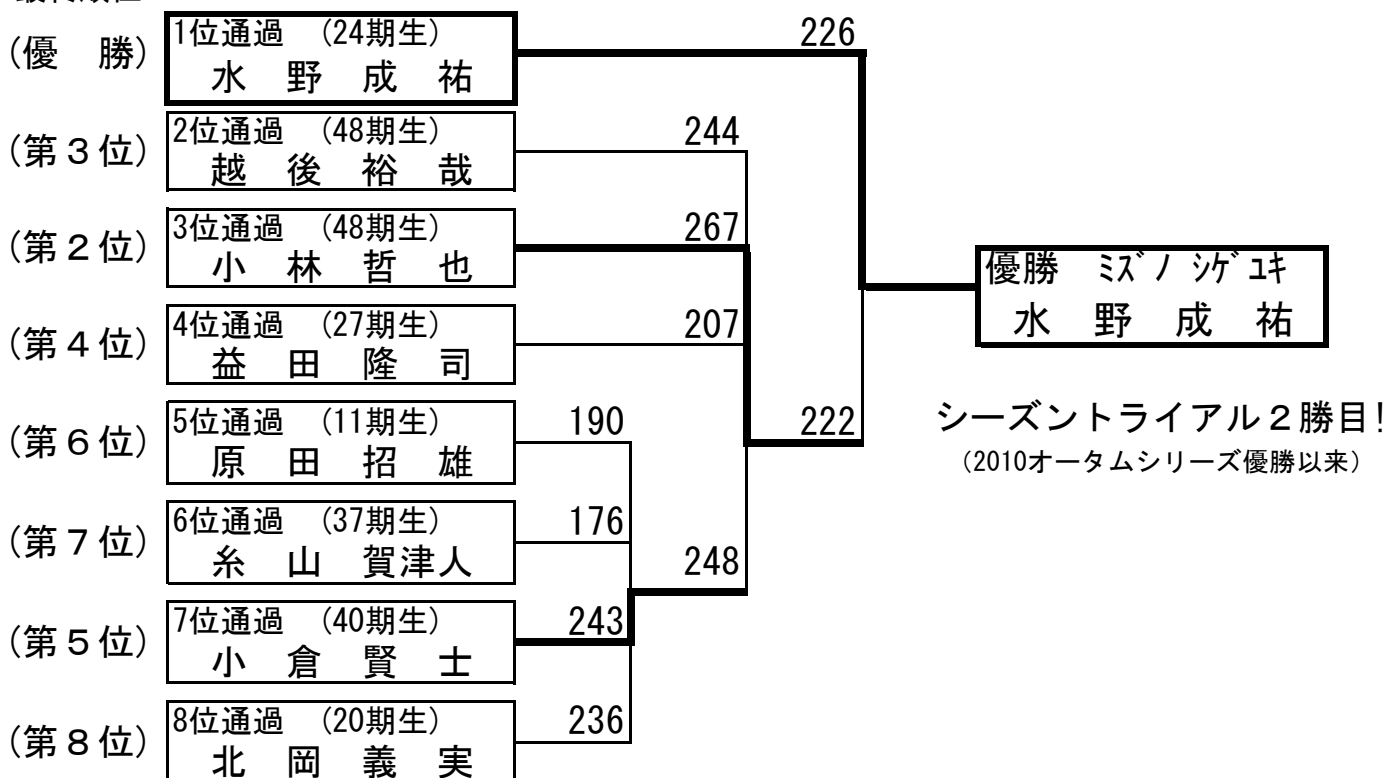 (優　勝)
1位通過　(24期生)
水　野　成　祐
226
(第３位)
2位通過　(48期生)
越　後　裕　哉
244
(第２位)
3位通過　(48期生)
小　林　哲　也
267
(第４位)
4位通過　(27期生)
益　田　隆　司
207
(第６位)
5位通過　(11期生)
原　田　招　雄
190
(第７位)
6位通過　(37期生)
糸　山　賀津人
176
(第５位)
7位通過　(40期生)
小　倉　賢　士
243
(第８位)
8位通過　(20期生)
北　岡　義　実
236
248
222
優勝　ﾐｽﾞﾉ ｼｹﾞﾕｷ
水　野　成　祐
シーズントライアル２勝目!
(2010オータムシリーズ優勝以来)